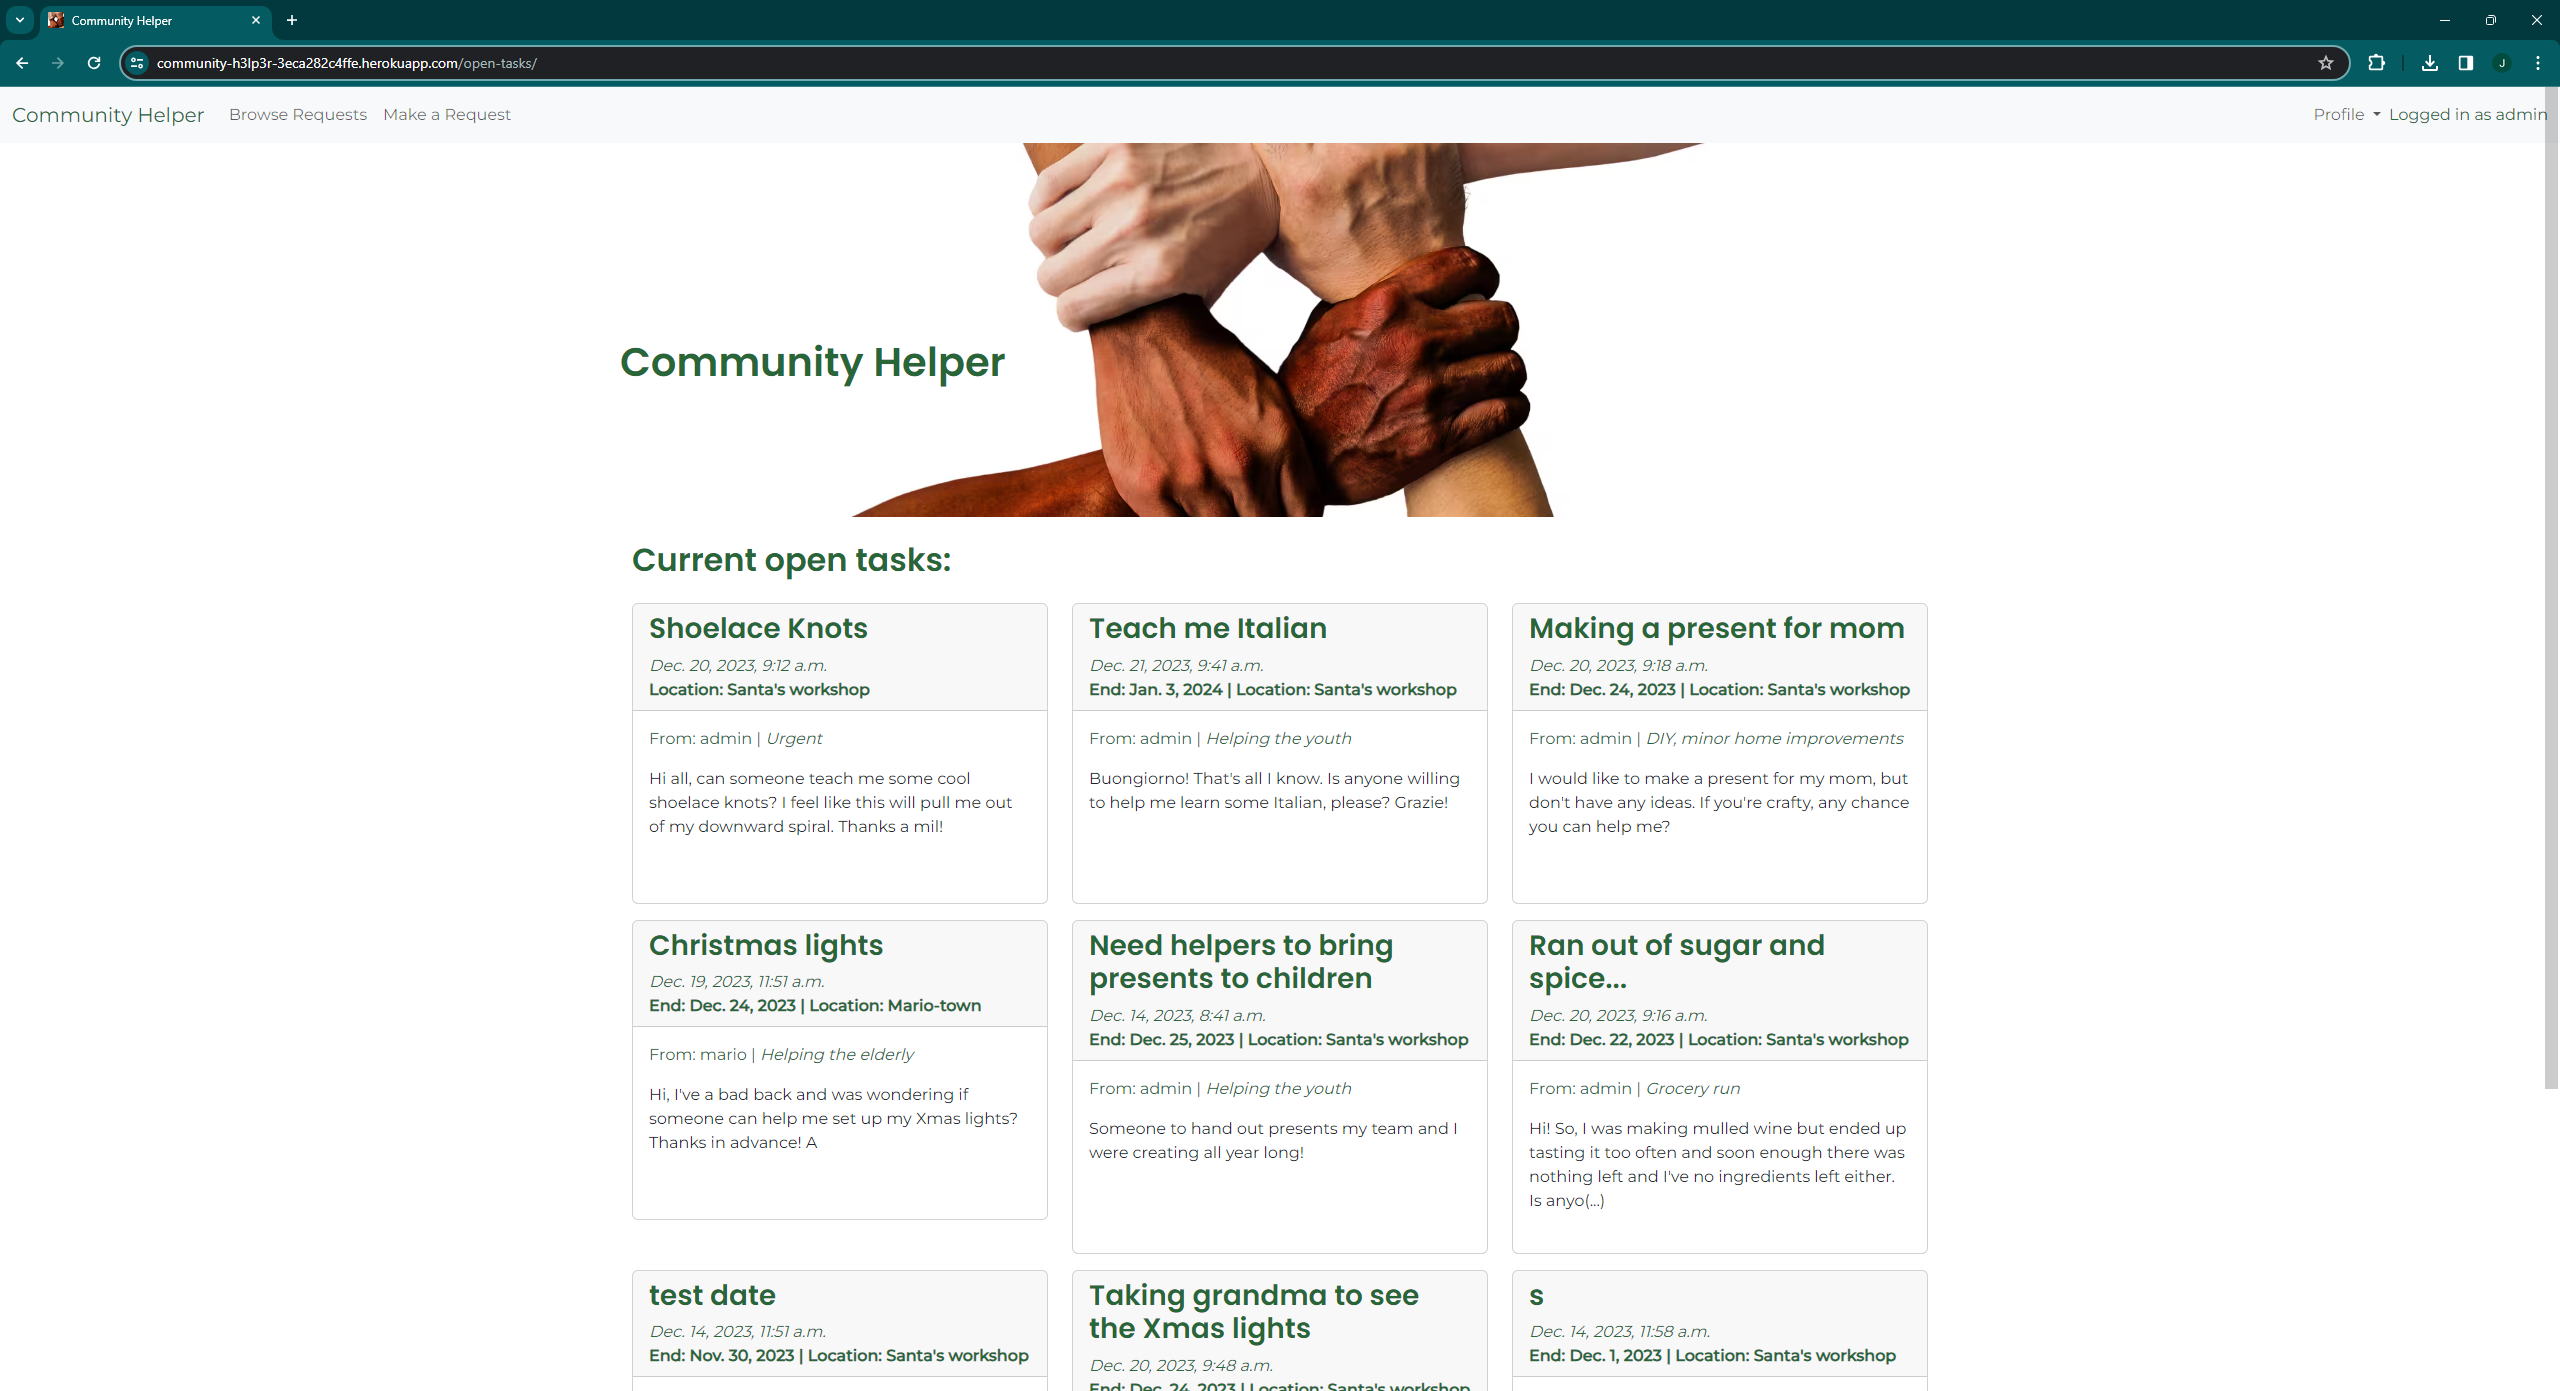 Community Helper
community-h3lp3r-3eca282c4ffe.herokuapp.com/open-tasks/
J
Community Helper
Browse Requests
Make a Request
Profile
Logged in as admin
Community Helper
Current open tasks:
Shoelace Knots
Dec. 20, 2023, 9:12 a.m.
Location: Santa's workshop
From: admin | Urgent
Hi all, can someone teach me some cool
shoelace knots? I feel like this will pull me out
of my downward spiral. Thanks a mil!
Teach me Italian
Dec. 21, 2023, 9:41 a.m.
End: Jan. 3, 2024 | Location: Santa's workshop
From: admin | Helping the youth
Buongiorno! That's all I know. Is anyone willing
to help me learn some Italian, please? Grazie!
Making a present for mom
Dec. 20, 2023, 9:18 a.m.
End: Dec. 24, 2023 | Location: Santa's workshop
From: admin | DIY, minor home improvements
I would like to make a present for my mom, but
don't have any ideas. If you're crafty, any chance
you can help me?
Christmas lights
Dec. 19, 2023, 11:51 a.m.
End: Dec. 24, 2023 | Location: Mario-town
From: mario | Helping the elderly
Hi, I've a bad back and was wondering if
someone can help me set up my Xmas lights?
Thanks in advance! A
Need helpers to bring
presents to children
Dec. 14, 2023, 8:41 a.m.
End: Dec. 25, 2023 | Location: Santa's workshop
From: admin | Helping the youth
Someone to hand out presents my team and I
were creating all year long!
Ran out of sugar and
spice...
Dec. 20, 2023, 9:16 a.m.
End: Dec. 22, 2023 | Location: Santa's workshop
From: admin | Grocery run
Hi! So, I was making mulled wine but ended up
tasting it too often and soon enough there was
nothing left and I've no ingredients left either.
Is anyo(...)
test date
Dec. 14, 2023, 11:51 a.m.
End: Nov. 30, 2023 | Location: Santa's workshop
Taking grandma to see
the Xmas lights
Dec. 20, 2023, 9:48 a.m.
End: Dec. 24, 2023 | Location: Santa's workshop
s
Dec. 14, 2023, 11:58 a.m.
End: Dec. 1, 2023 | Location: Santa's workshop